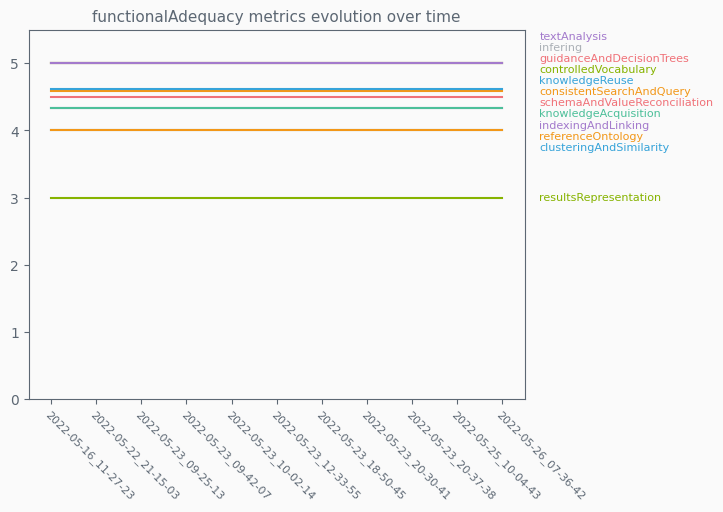 functionalAdequacy metrics evolution over time
5
4
3
2
1
0
textAnalysis
infering
guidanceAndDecisionTrees
controlledVocabulary
knowledgeReuse
consistentSearchAndQuery
schemaAndValueReconciliation
knowledgeAcquisition
indexingAndLinking
referenceOntology
clusteringAndSimilarity
resultsRepresentation
2022-05-16_11-27-23
2022-05-22_21-15-03
2022-05-23_09-25-13
2022-05-23_09-42-07
2022-05-23_10-02-14
2022-05-23_12-33-55
2022-05-23_18-50-45
2022-05-23_20-30-41
2022-05-23_20-37-38
2022-05-25_10-04-43
2022-05-26_07-36-42